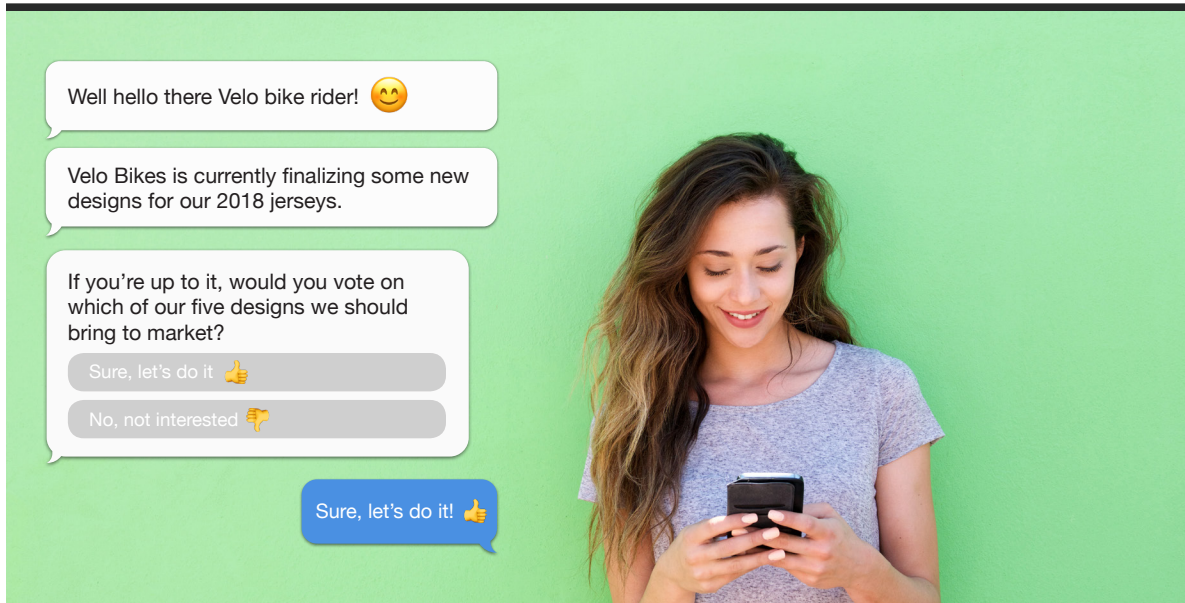 Well hello there Velo bike rider! 😊
Velo Bikes is currently finalizing some new
designs for our 2018 jerseys.
If you’re up to it, would you vote on
which of our five designs we should
bring to market?
Sure, let’s do it 👍
No, not interested 👎
Sure, let’s do it! 👍